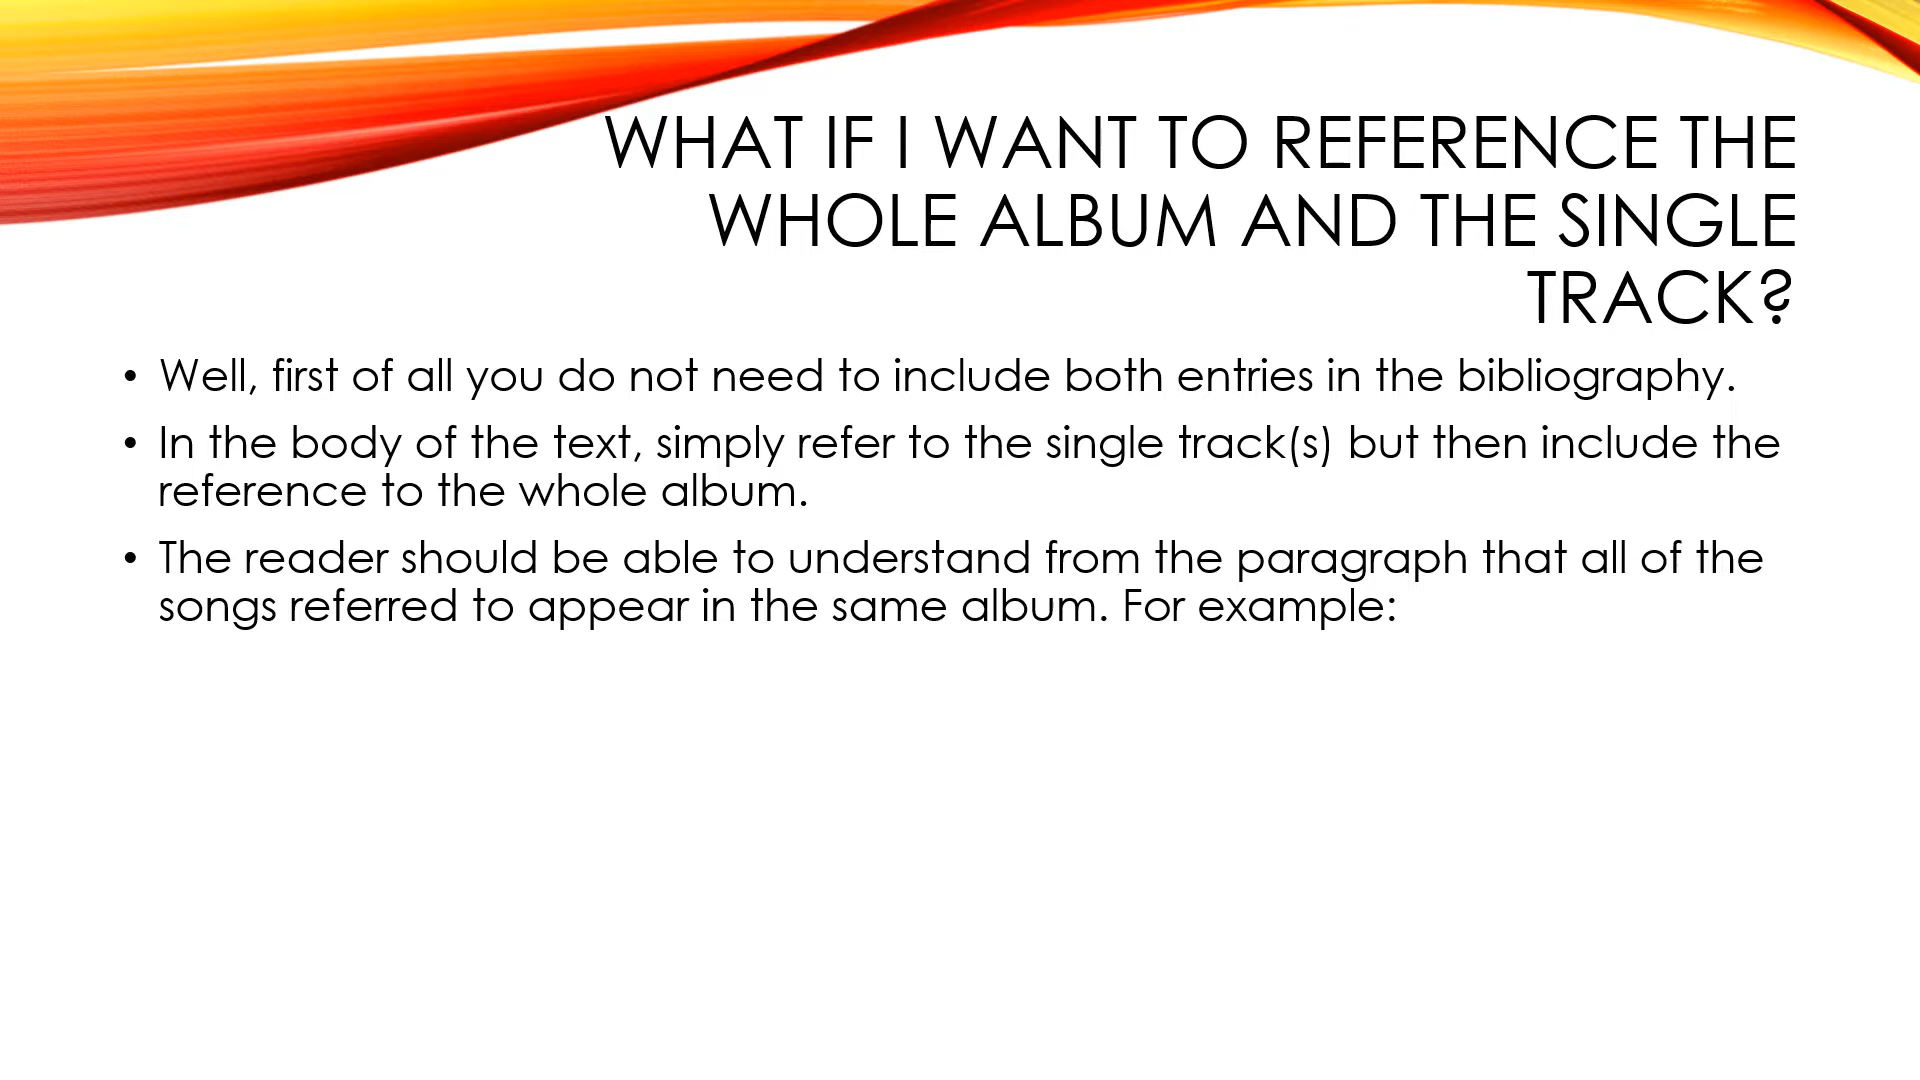 WHAT IF I WANT TO REFERENCE THE
WHOLE ALBUM AND THE SINGLE
TRACK?
• Well, first of all you do not need to include both entries in the bibliography.
• In the body of the text, simply refer to the single track(s) but then include the
reference to the whole album.
• The reader should be able to understand from the paragraph that all of the
songs referred to appear in the same album. For example: